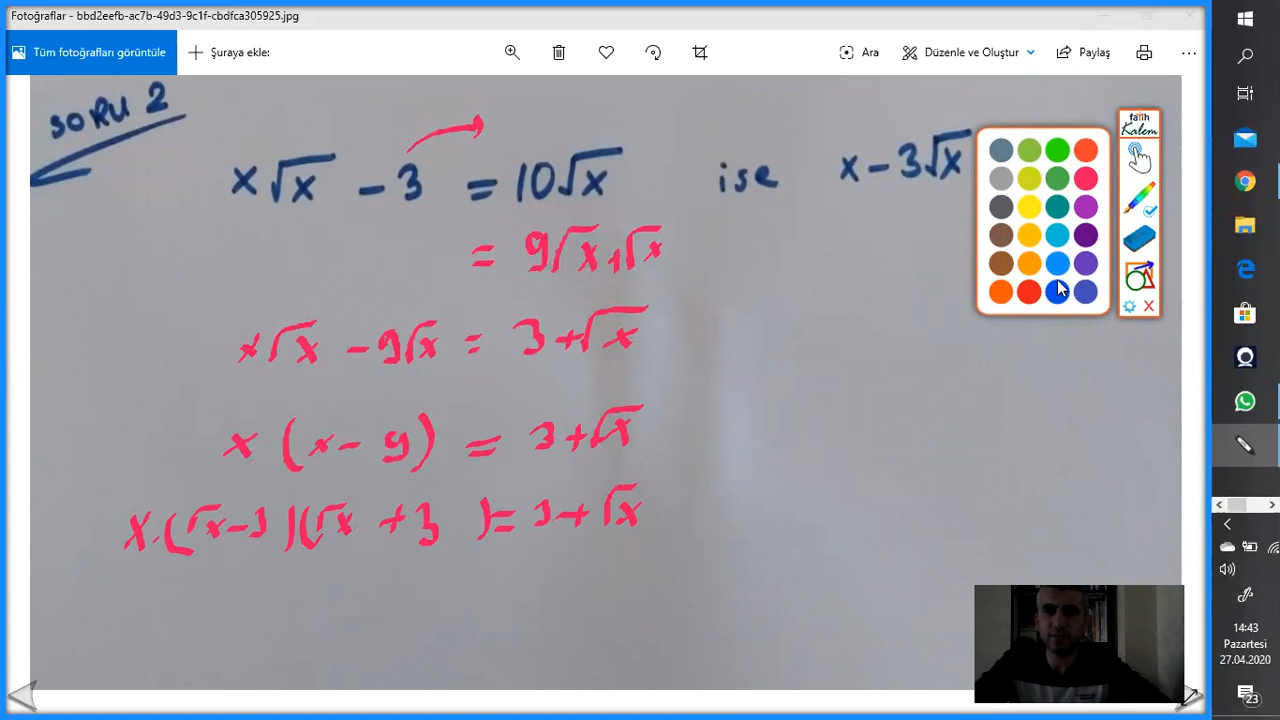 Fotoğraflar - bbd2eefb-ac7b-49d3-9c1f-cbdfca305925.jpg
Tüm fotoğrafları görüntüle
Şuraya ekle:
Ara
Düzenle ve Oluştur
Paylaş
SORU 2
x√x - 3 = 10√x ise x - 3√x
= 9√x+√x
x√x - 9√x = 3+√x
x (x - 9) = 3+√x
x.(√x-3)(√x + 3 )= 3+√x
fatih
Kalem
14:43
Pazartesi
27.04.2020
23